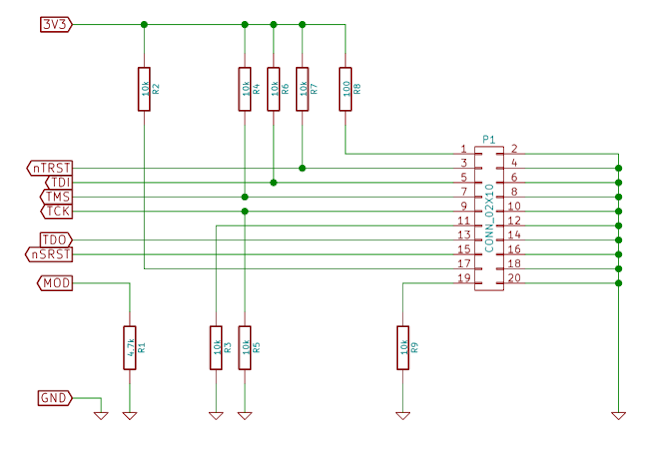 3V3
10k R2
10k R4
10k R6
10k R7
100 R8
P1
CONN_02X10
1 2
3 4
5 6
7 8
9 10
11 12
13 14
15 16
17 18
19 20
nTRST
TDI
TMS
TCK
TDO
nSRST
MOD
4.7k R1
10k R3
10k R5
10k R9
GND